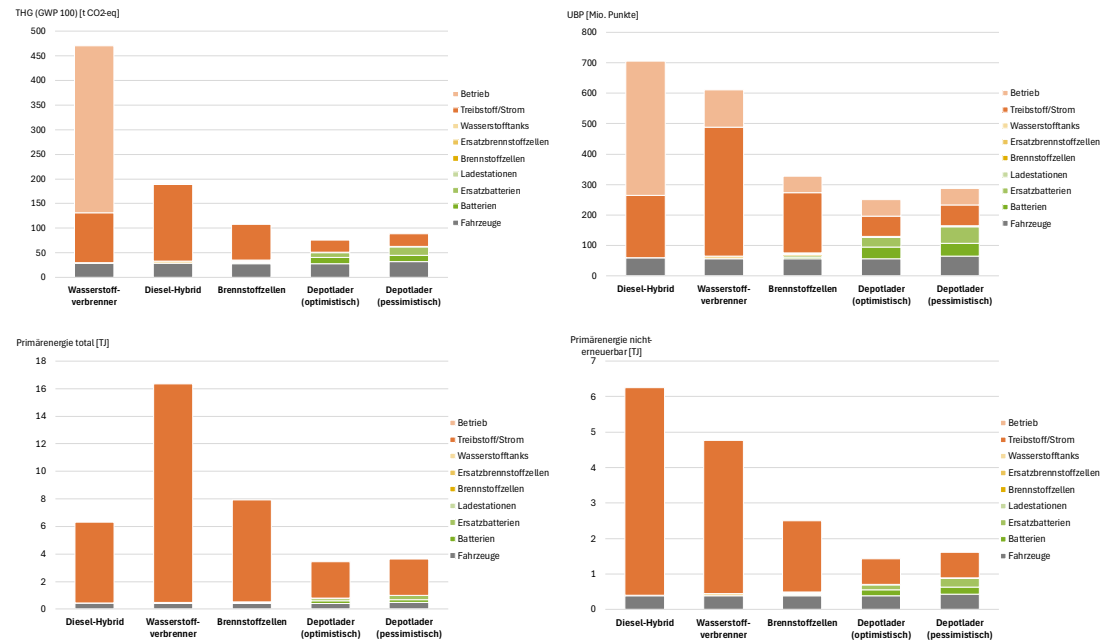 THG (GWP 100) [t CO2-eq]
500
450
400
350
300
250
200
150
100
50
0
Wasserstoff-
verbrenner
Diesel-Hybrid
Brennstoffzellen
Depotlader
(optimistisch)
Depotlader
(pessimistisch)
Betrieb
Treibstoff/Strom
Wasserstofftanks
Ersatzbrennstoffzellen
Brennstoffzellen
Ladestationen
Ersatzbatterien
Batterien
Fahrzeuge
UBP [Mio. Punkte]
800
700
600
500
400
300
200
100
0
Diesel-Hybrid
Wasserstoff-
verbrenner
Brennstoffzellen
Depotlader
(optimistisch)
Depotlader
(pessimistisch)
Betrieb
Treibstoff/Strom
Wasserstofftanks
Ersatzbrennstoffzellen
Brennstoffzellen
Ladestationen
Ersatzbatterien
Batterien
Fahrzeuge
Primärenergie total [TJ]
18
16
14
12
10
8
6
4
2
0
Diesel-Hybrid
Wasserstoff-
verbrenner
Brennstoffzellen
Depotlader
(optimistisch)
Depotlader
(pessimistisch)
Betrieb
Treibstoff/Strom
Wasserstofftanks
Ersatzbrennstoffzellen
Brennstoffzellen
Ladestationen
Ersatzbatterien
Batterien
Fahrzeuge
Primärenergie nicht-
erneuerbar [TJ]
7
6
5
4
3
2
1
0
Diesel-Hybrid
Wasserstoff-
verbrenner
Brennstoffzellen
Depotlader
(optimistisch)
Depotlader
(pessimistisch)
Betrieb
Treibstoff/Strom
Wasserstofftanks
Ersatzbrennstoffzellen
Brennstoffzellen
Ladestationen
Ersatzbatterien
Batterien
Fahrzeuge